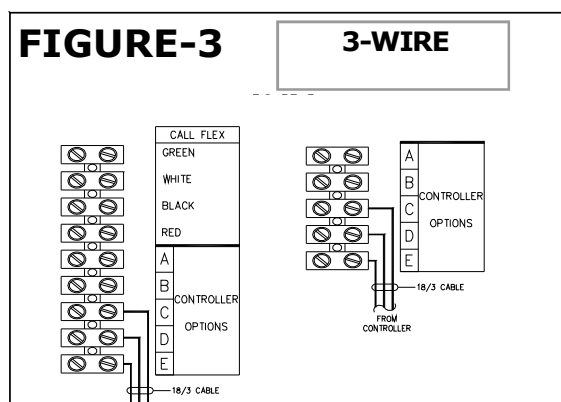 FIGURE-3
3-WIRE
CALL FLEX
GREEN
WHITE
BLACK
RED
A
B
C
D
E
CONTROLLER
OPTIONS
18/3 CABLE
A
B
C
D
E
CONTROLLER
OPTIONS
18/3 CABLE
FROM
CONTROLLER